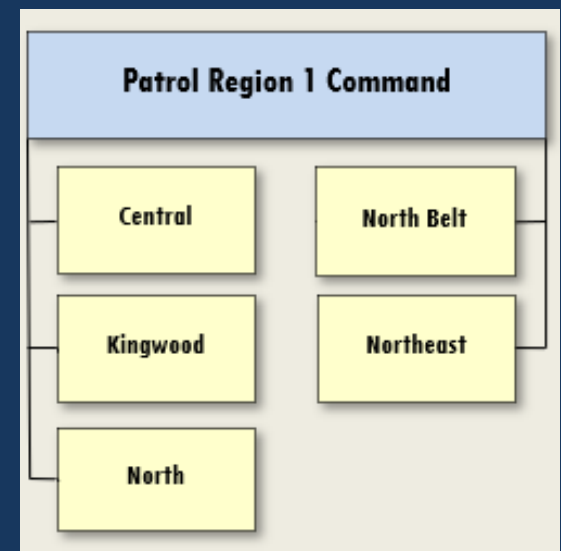 Patrol Region 1 Command
Central
North Belt
Kingwood
Northeast
North